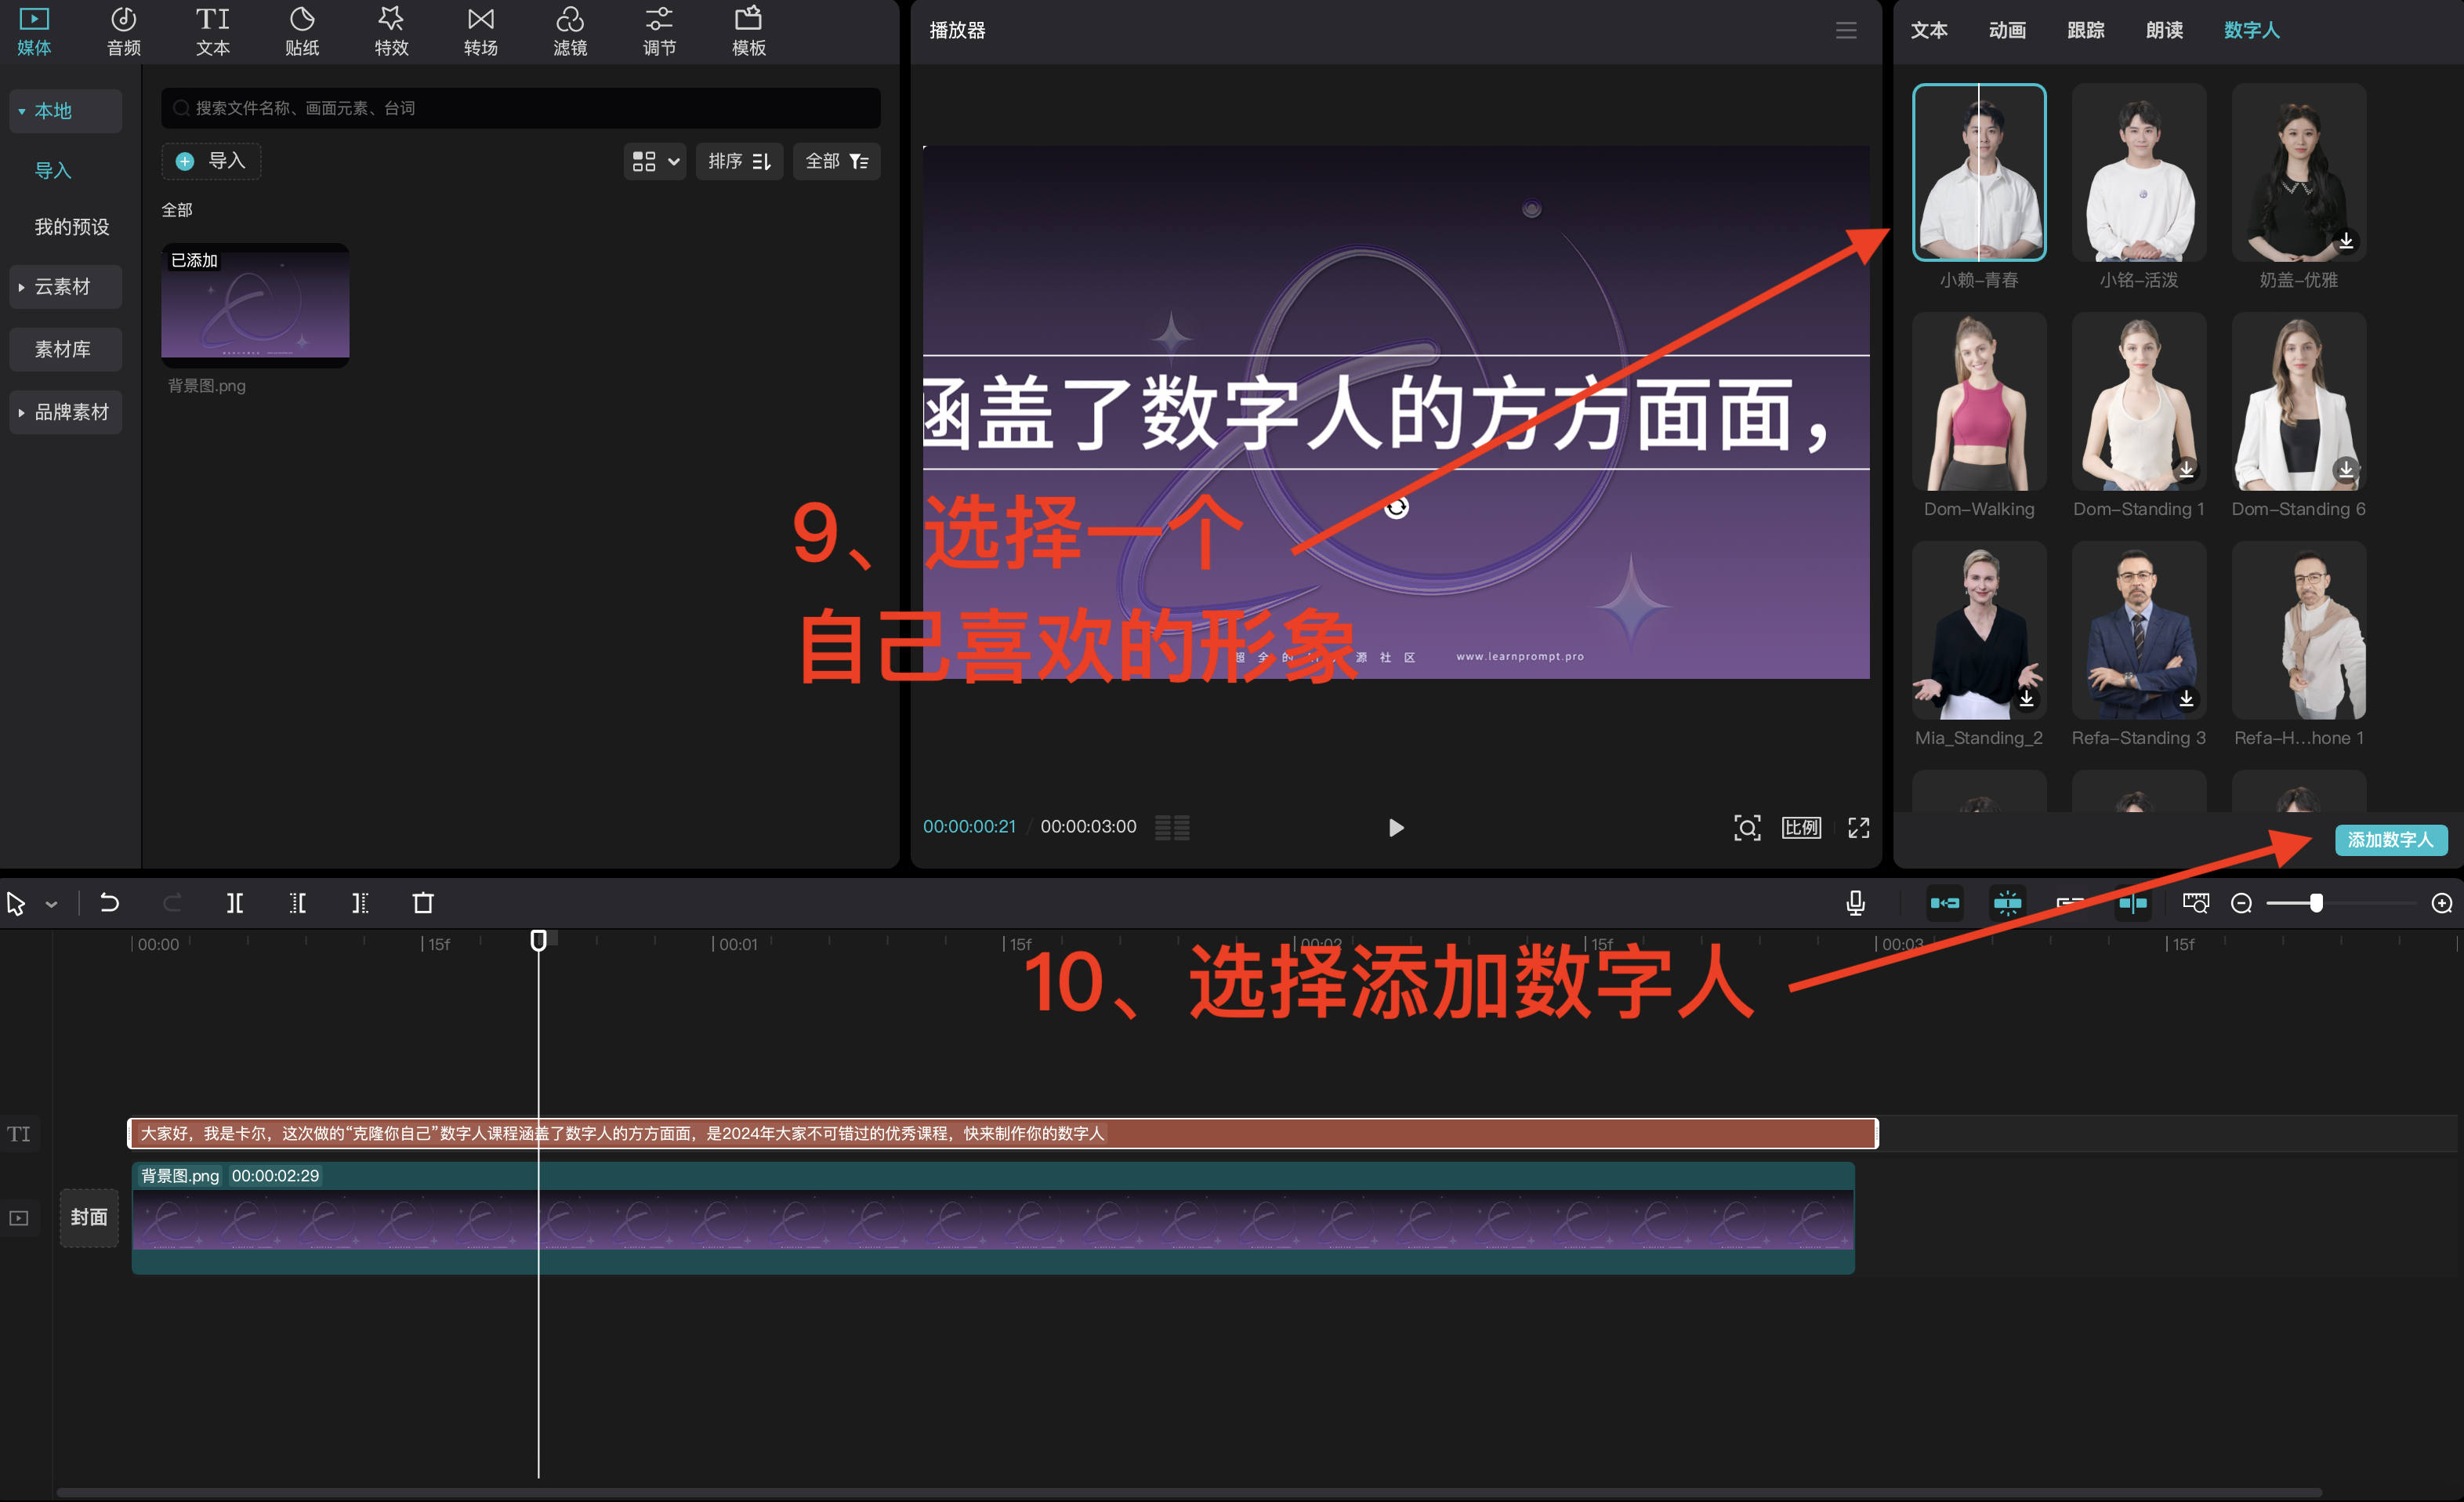 媒体 音频 文本 贴纸 特效 转场 滤镜 调节 模板
本地
导入
我的预设
云素材
素材库
品牌素材
搜索文件名称、画面元素、台词
导入
排序
全部
全部
已添加
背景图.png
播放器
涵盖了数字人的方方面面，
9、选择一个
自己喜欢的形象
源 社 区 www.learnprompt.pro
00:00:00:21 / 00:00:03:00
比例
文本 动画 跟踪 朗读 数字人
小赖-青春 小铭-活泼 奶盖-优雅
Dom-Walking Dom-Standing 1 Dom-Standing 6
Mia_Standing_2 Refa-Standing 3 Refa-H...hone 1
添加数字人
00:00 15f 00:01 15f 00:02 15f 00:03 15f
10、选择添加数字人
TI
大家好，我是卡尔，这次做的“克隆你自己”数字人课程涵盖了数字人的方方面面，是2024年大家不可错过的优秀课程，快来制作你的数字人
背景图.png 00:00:02:29
封面